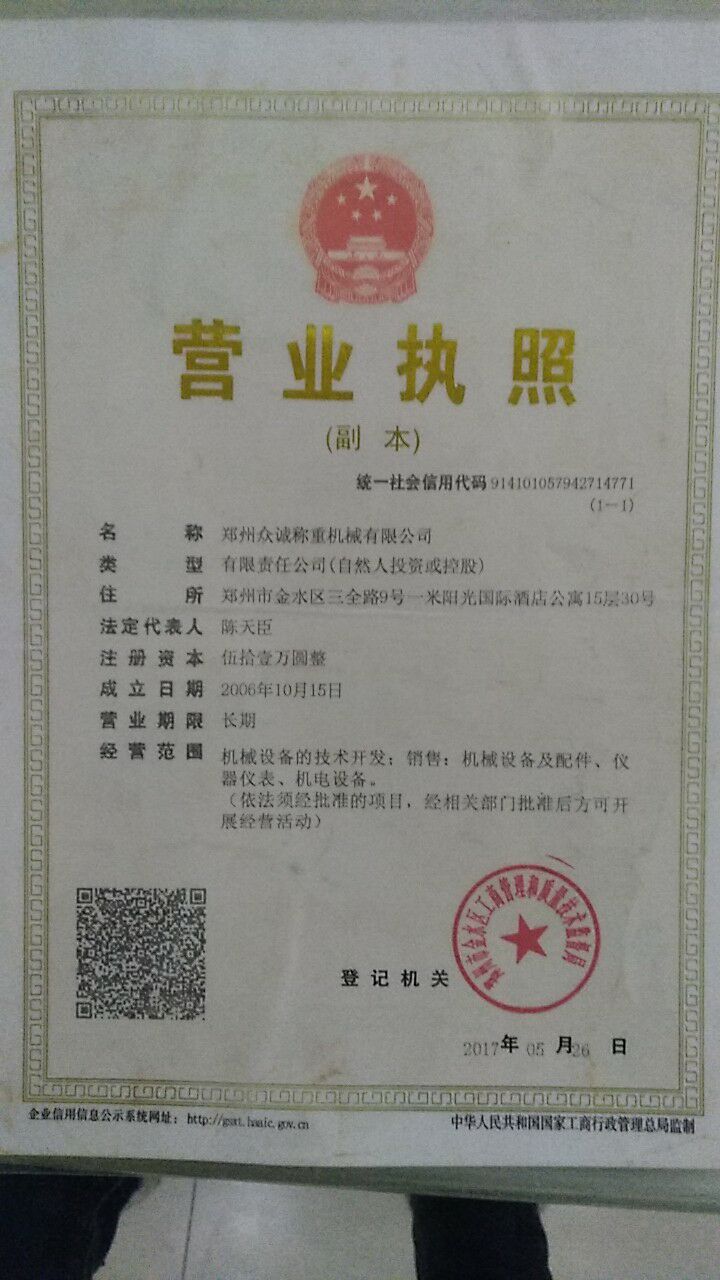 营业执照
(副 本)
统一社会信用代码 914101057942714771
(1-1)
名 称 郑州众诚称重机械有限公司
类 型 有限责任公司(自然人投资或控股)
住 所 郑州市金水区三全路9号一米阳光国际酒店公寓15层30号
法定代表人 陈天臣
注册资本 伍拾壹万圆整
成立日期 2006年10月15日
营业期限 长期
经营范围 机械设备的技术开发；销售：机械设备及配件、仪
器仪表、机电设备。
（依法须经批准的项目，经相关部门批准后方可开
展经营活动）
郑州市金水区工商管理和质量技术监督局
登记机关
2017年 05 月26 日
企业信用信息公示系统网址： http://gsxt.haaic.gov.cn
中华人民共和国国家工商行政管理总局监制